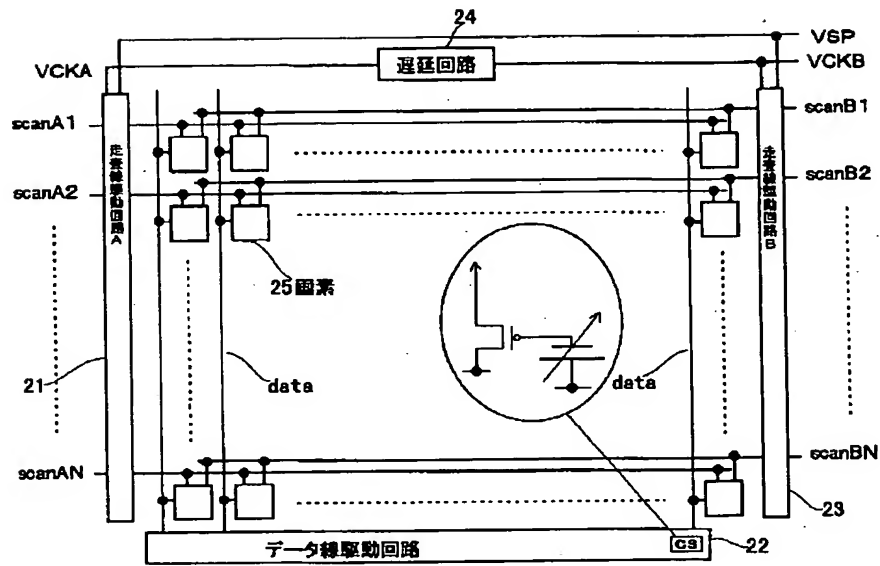 24
VSP
遅延回路
VCKA
VCKB
scanA1
scanB1
走査線駆動回路A
走査線駆動回路B
scanA2
scanB2
25画素
21
data
data
scanAN
scanBN
23
データ線駆動回路
CS
22